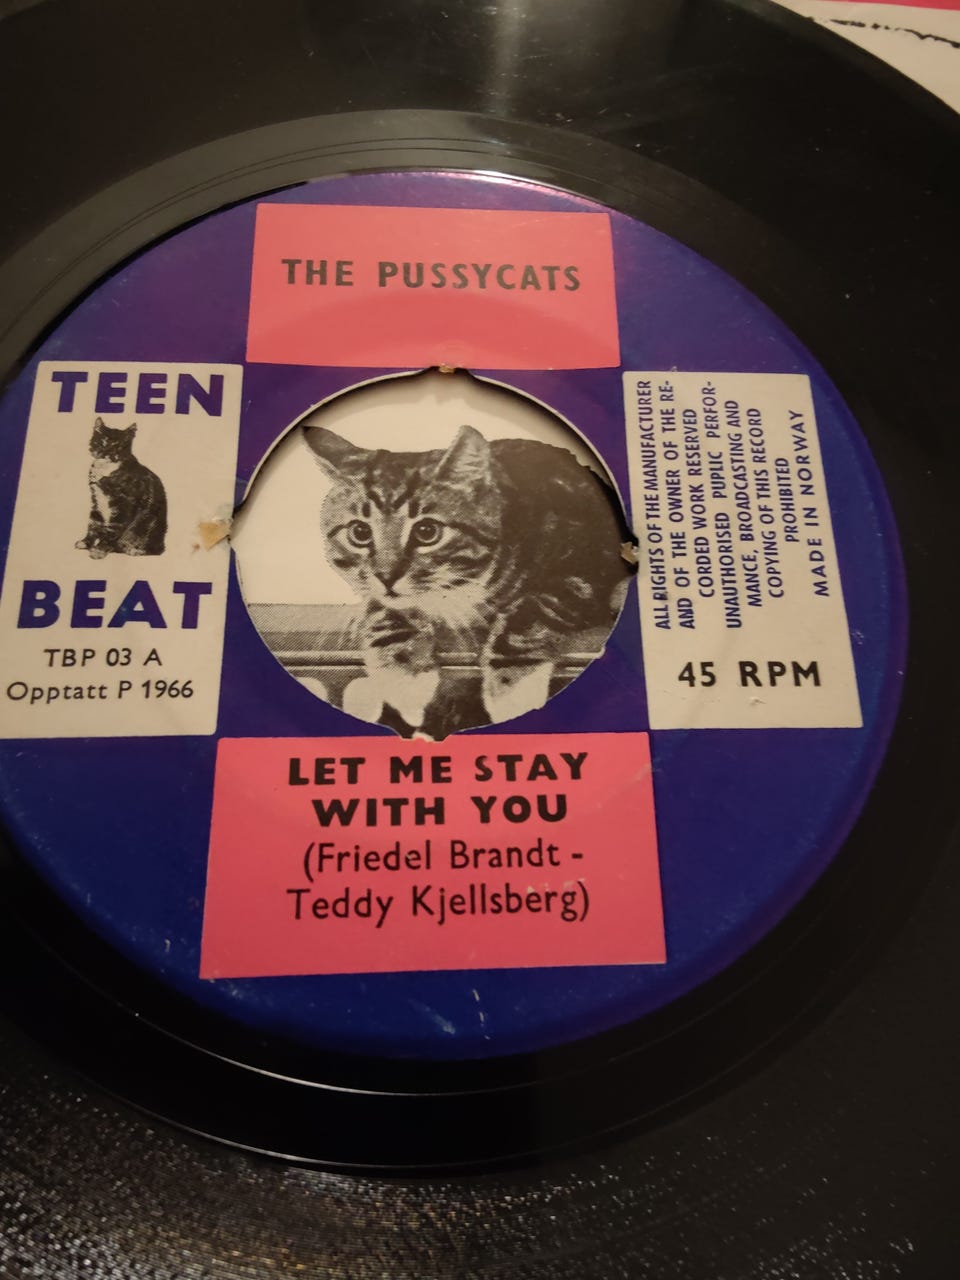 THE PUSSYCATS
TEEN
BEAT
TBP 03 A
Opptatt P 1966
ALL RIGHTS OF THE MANUFACTURER
AND OF THE OWNER OF THE RE-
CORDED WORK RESERVED
UNAUTHORISED PUPLIC PERFOR-
MANCE, BROADCASTING AND
COPYING OF THIS RECORD
PROHIBITED
MADE IN NORWAY
45 RPM
LET ME STAY
WITH YOU
(Friedel Brandt -
Teddy Kjellsberg)